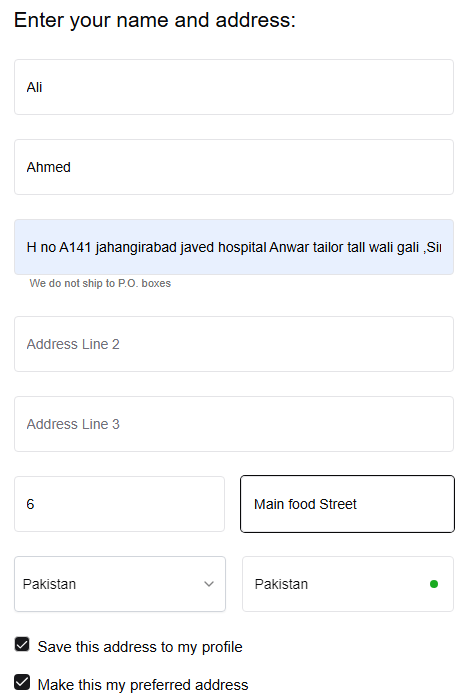 Enter your name and address:
Ali
Ahmed
H no A141 jahangirabad javed hospital Anwar tailor tall wali gali ,Sin
We do not ship to P.O. boxes
Address Line 2
Address Line 3
6
Main food Street
Pakistan
Pakistan
Save this address to my profile
Make this my preferred address